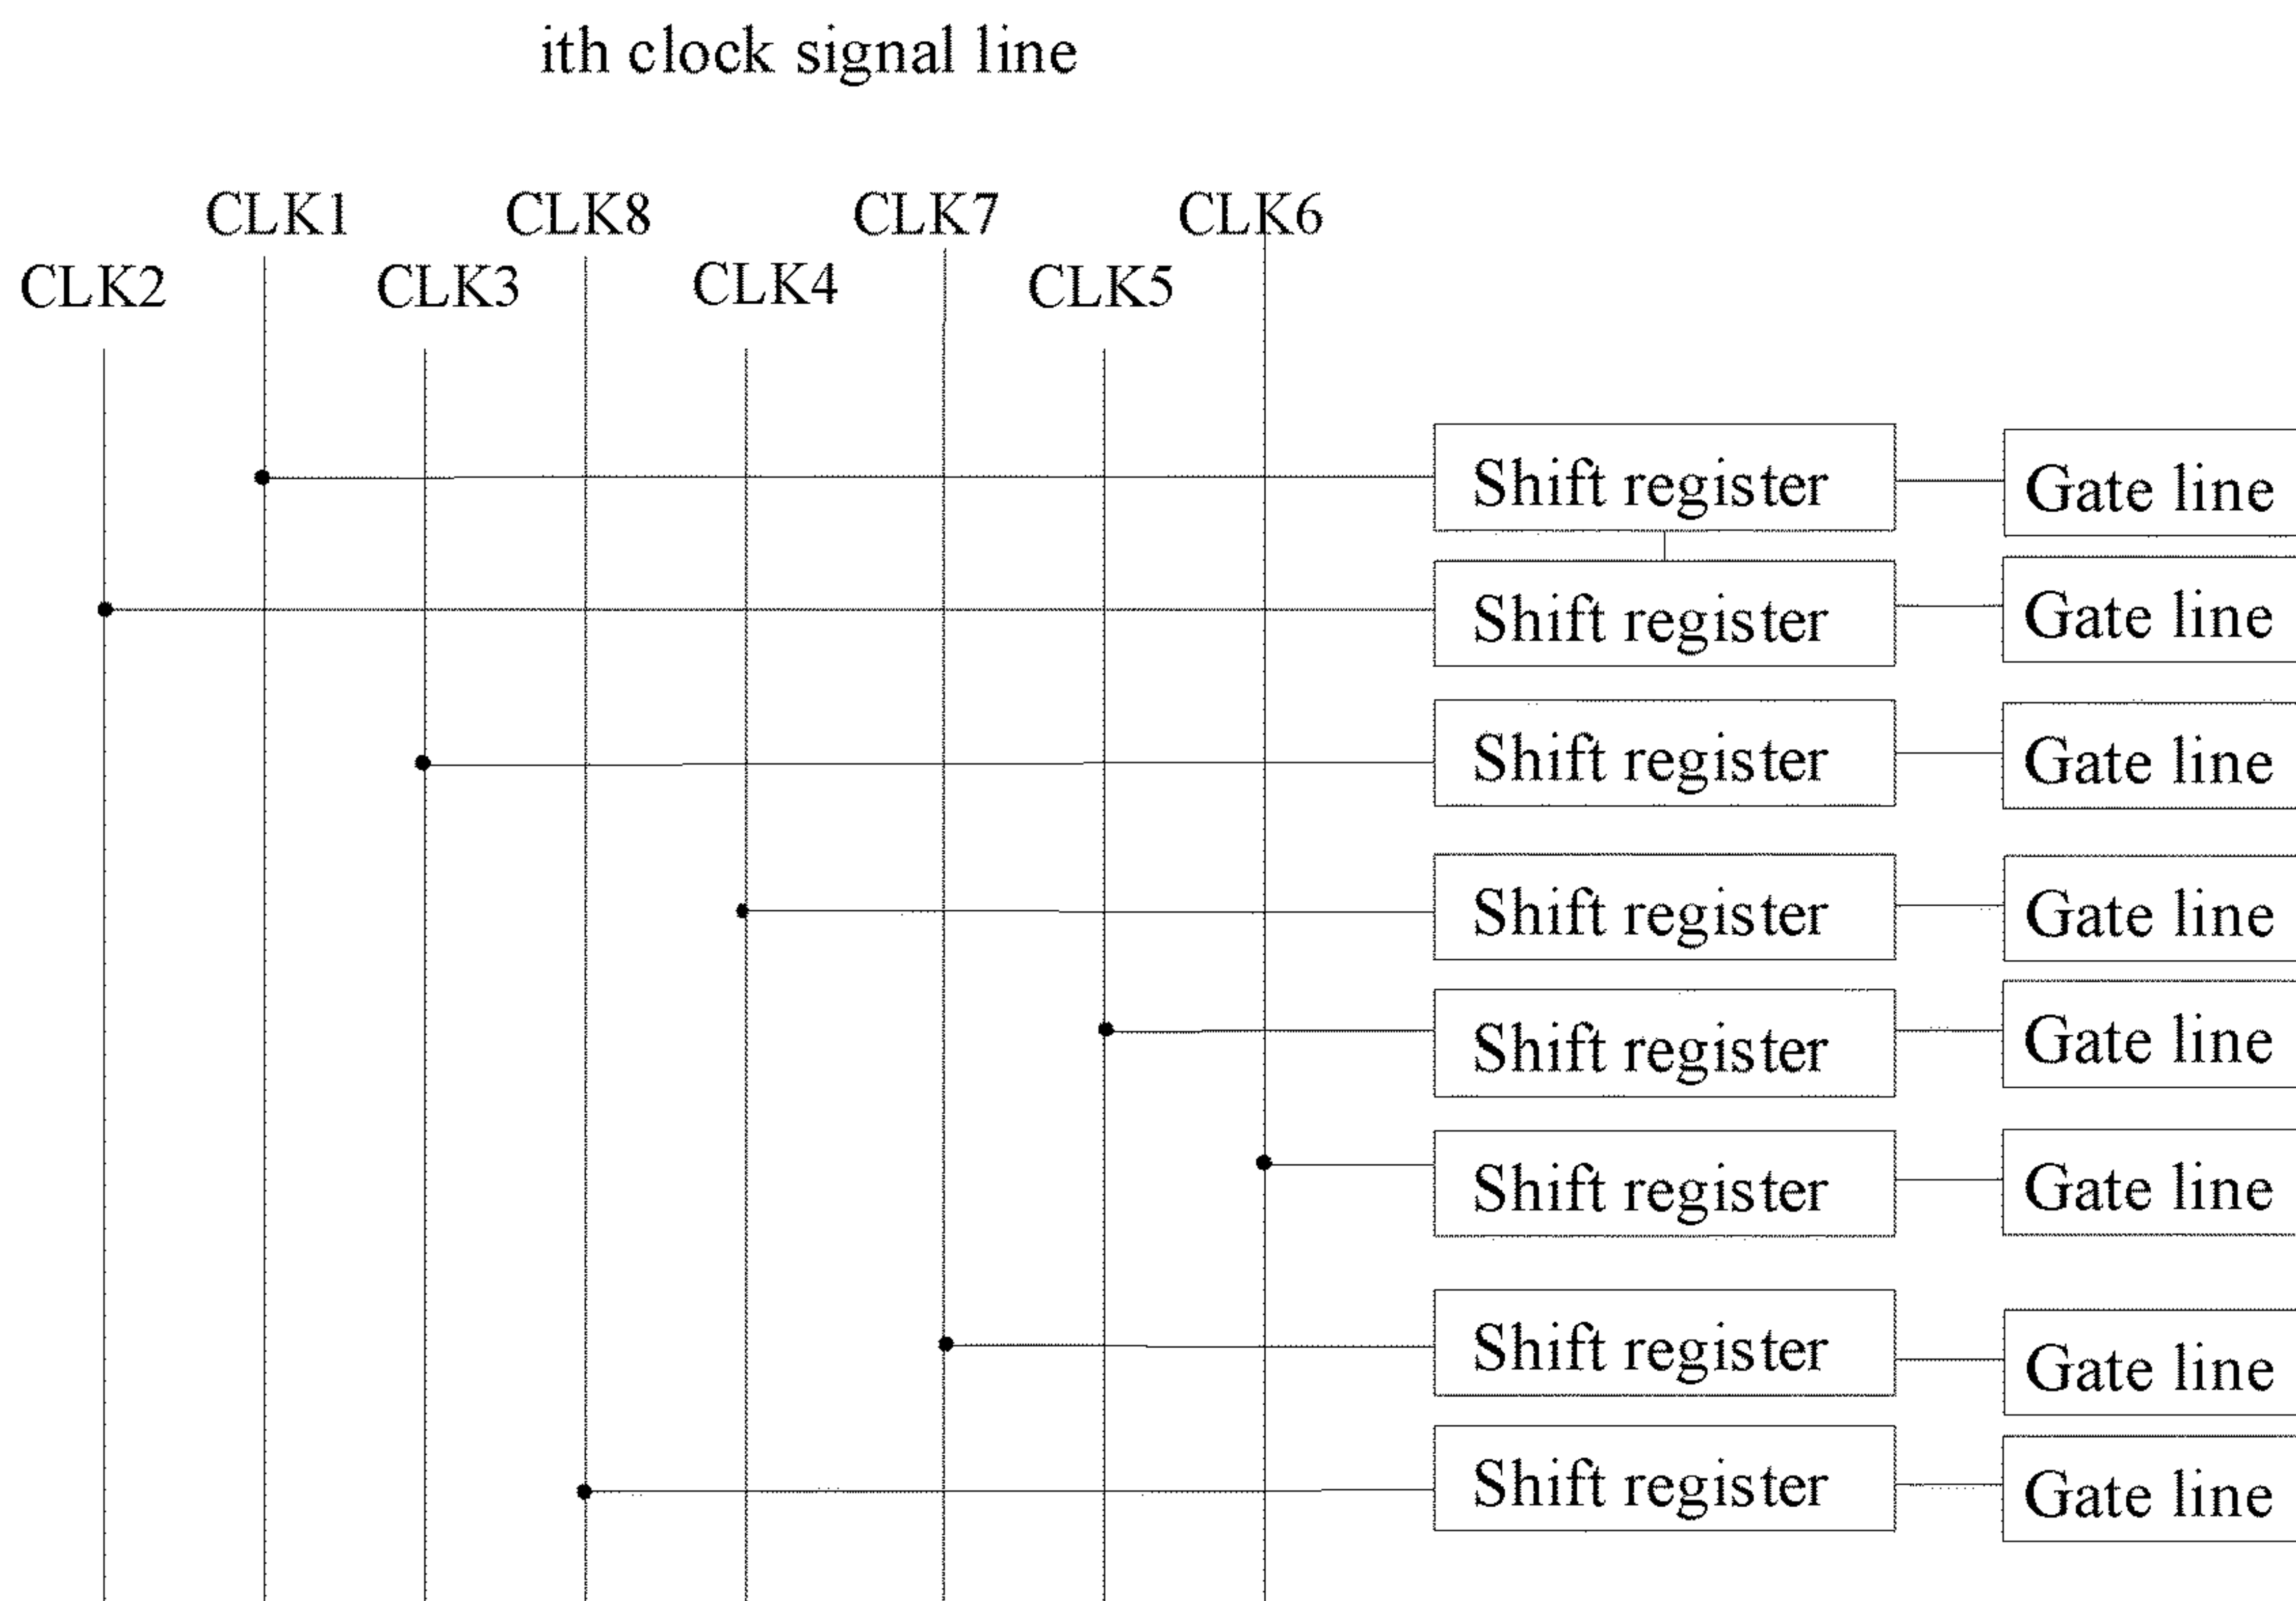 ith clock signal line
CLK1 CLK8 CLK7 CLK6
CLK2 CLK3 CLK4 CLK5
Shift register Gate line
Shift register Gate line
Shift register Gate line
Shift register Gate line
Shift register Gate line
Shift register Gate line
Shift register Gate line
Shift register Gate line